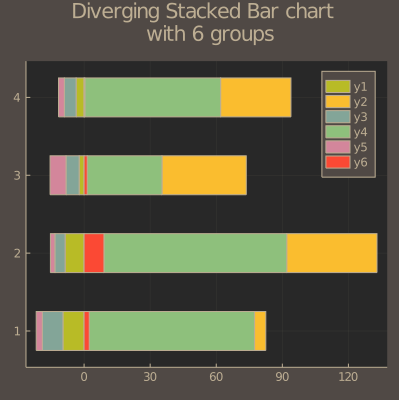 Diverging Stacked Bar chart
with 6 groups
4
3
2
1
0
30
60
90
120
y1
y2
y3
y4
y5
y6